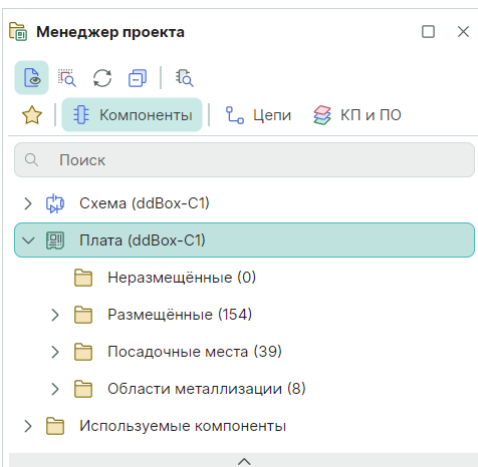 Менеджер проекта
Компоненты Цепи КП и ПО
Поиск
Схема (ddBox-C1)
Плата (ddBox-C1)
Неразмещённые (0)
Размещённые (154)
Посадочные места (39)
Области металлизации (8)
Используемые компоненты